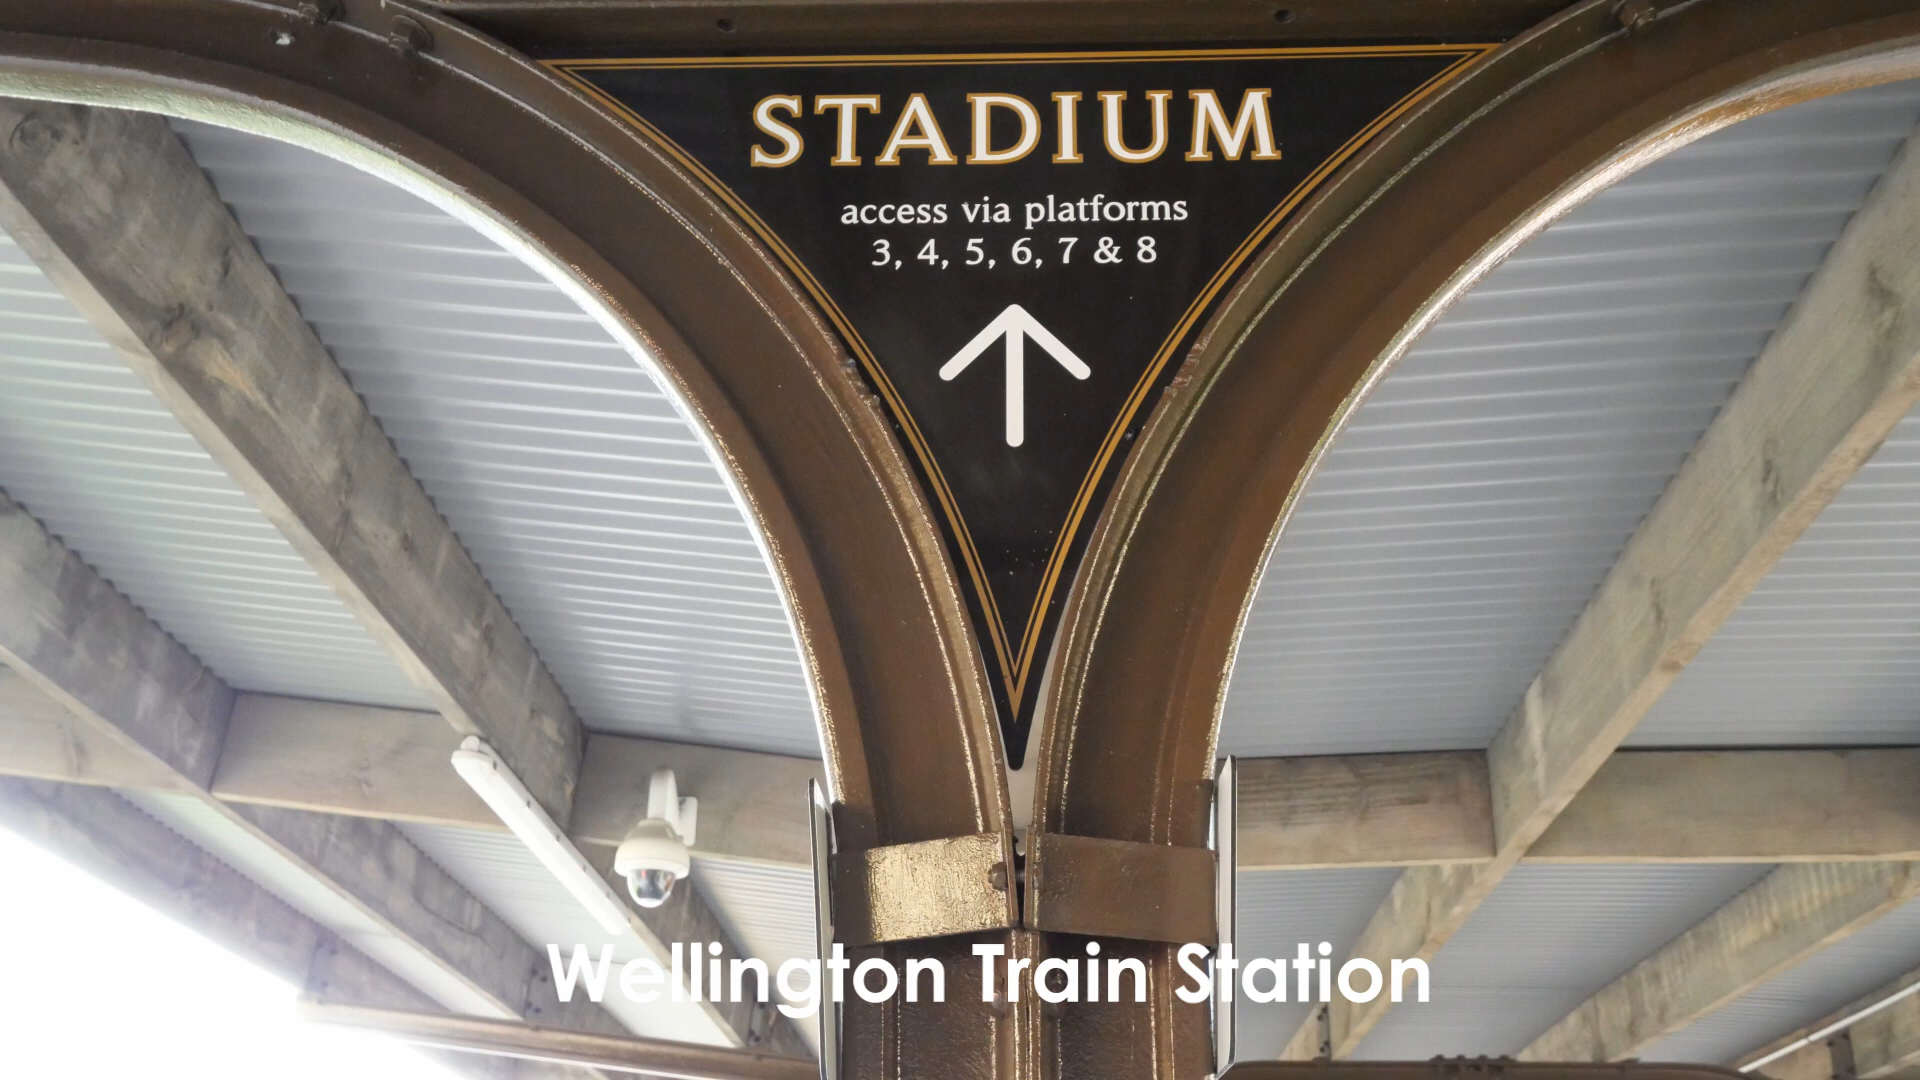 STADIUM
access via platforms
3, 4, 5, 6, 7 & 8
Wellington Train Station